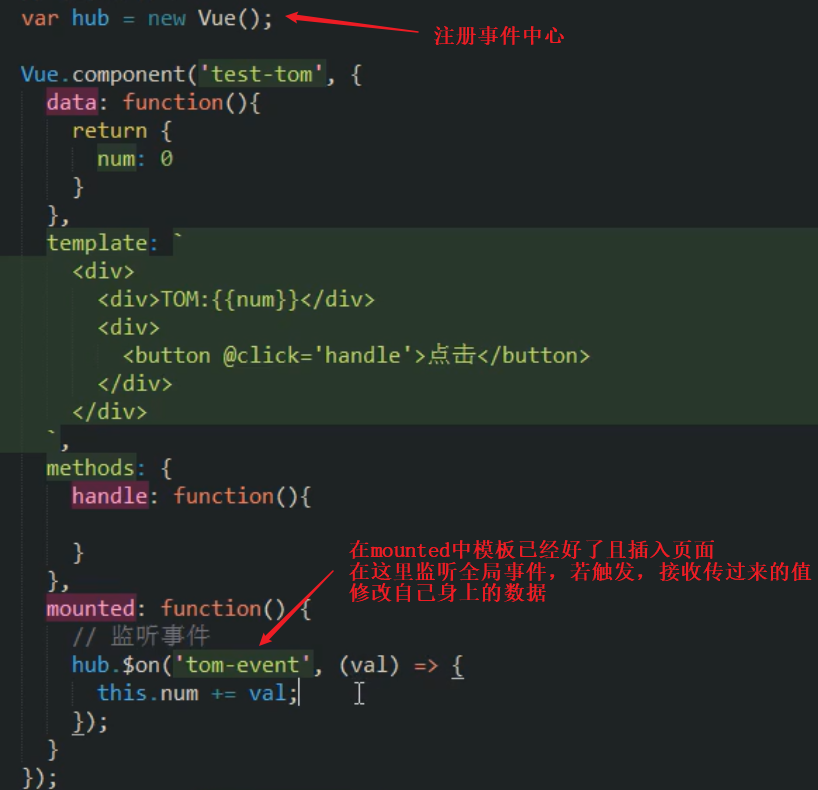 var hub = new Vue();
注册事件中心
Vue.component('test-tom', {
data: function(){
return {
num: 0
}
},
template: `
<div>
<div>TOM:{{num}}</div>
<div>
<button @click='handle'>点击</button>
</div>
</div>
`,
methods: {
handle: function(){
}
},
在mounted中模板已经好了且插入页面
在这里监听全局事件，若触发，接收传过来的值
修改自己身上的数据
mounted: function() {
// 监听事件
hub.$on('tom-event', (val) => {
this.num += val;
});
}
});